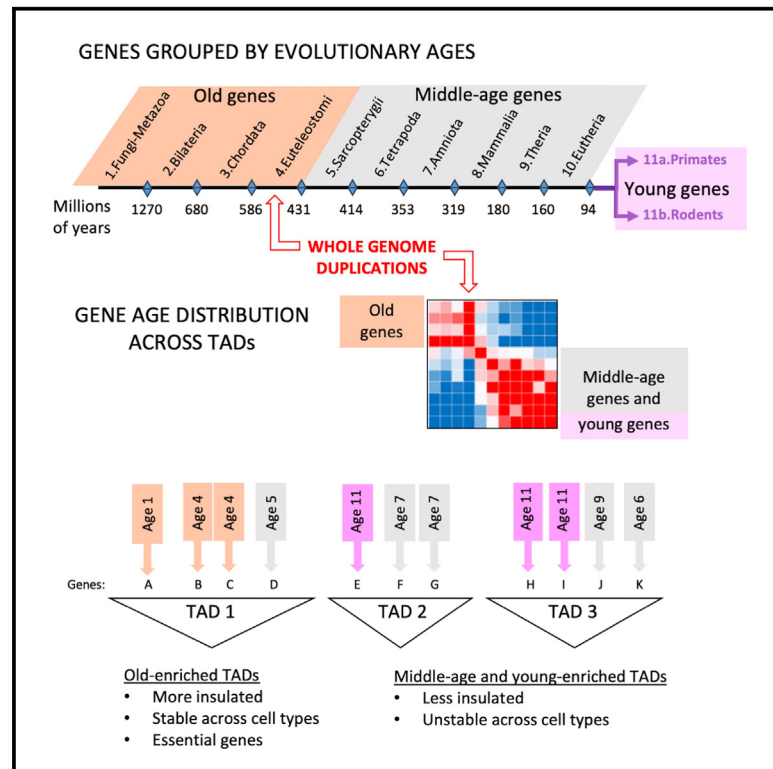 GENES GROUPED BY EVOLUTIONARY AGES
Old genes
Middle-age genes
1.Fungi-Metazoa
2.Bilateria
3.Chordata
4.Euteleostomi
5.Sarcopterygii
6.Tetrapoda
7.Amniota
8.Mammalia
9.Theria
10.Eutheria
11a.Primates
Young genes
11b.Rodents
Millions
of years
1270 680 586 431 414 353 319 180 160 94
WHOLE GENOME
DUPLICATIONS
GENE AGE DISTRIBUTION
ACROSS TADs
Old
genes
Middle-age
genes and
young genes
Age 1
Age 4
Age 4
Age 5
Age 11
Age 7
Age 7
Age 11
Age 11
Age 9
Age 6
Genes: A B C D E F G H I J K
TAD 1 TAD 2 TAD 3
Old-enriched TADs
• More insulated
• Stable across cell types
• Essential genes
Middle-age and young-enriched TADs
• Less insulated
• Unstable across cell types